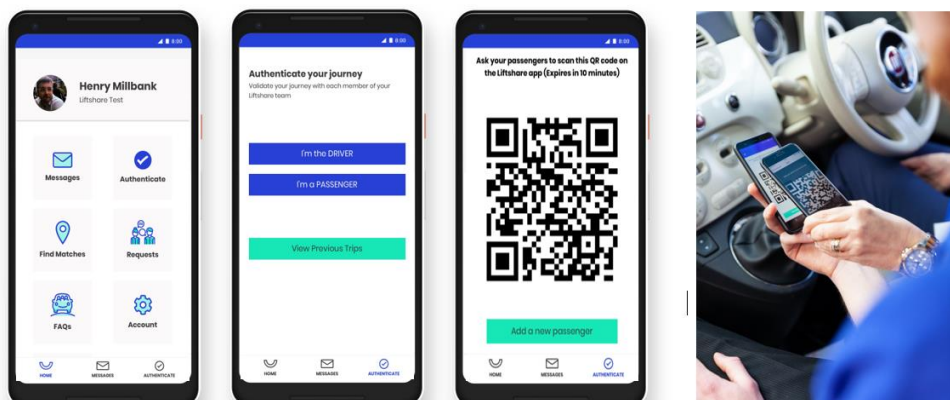 8:00
Henry Millbank
Liftshare Test
Messages
Authenticate
Find Matches
Requests
FAQs
Account
HOME
MESSAGES
AUTHENTICATE
8:00
Authenticate your journey
Validate your journey with each member of your
Liftshare team
I'm the DRIVER
I'm a PASSENGER
View Previous Trips
HOME
MESSAGES
AUTHENTICATE
8:00
Ask your passengers to scan this QR code on
the Liftshare app (Expires in 10 minutes)
Add a new passenger
HOME
MESSAGES
AUTHENTICATE